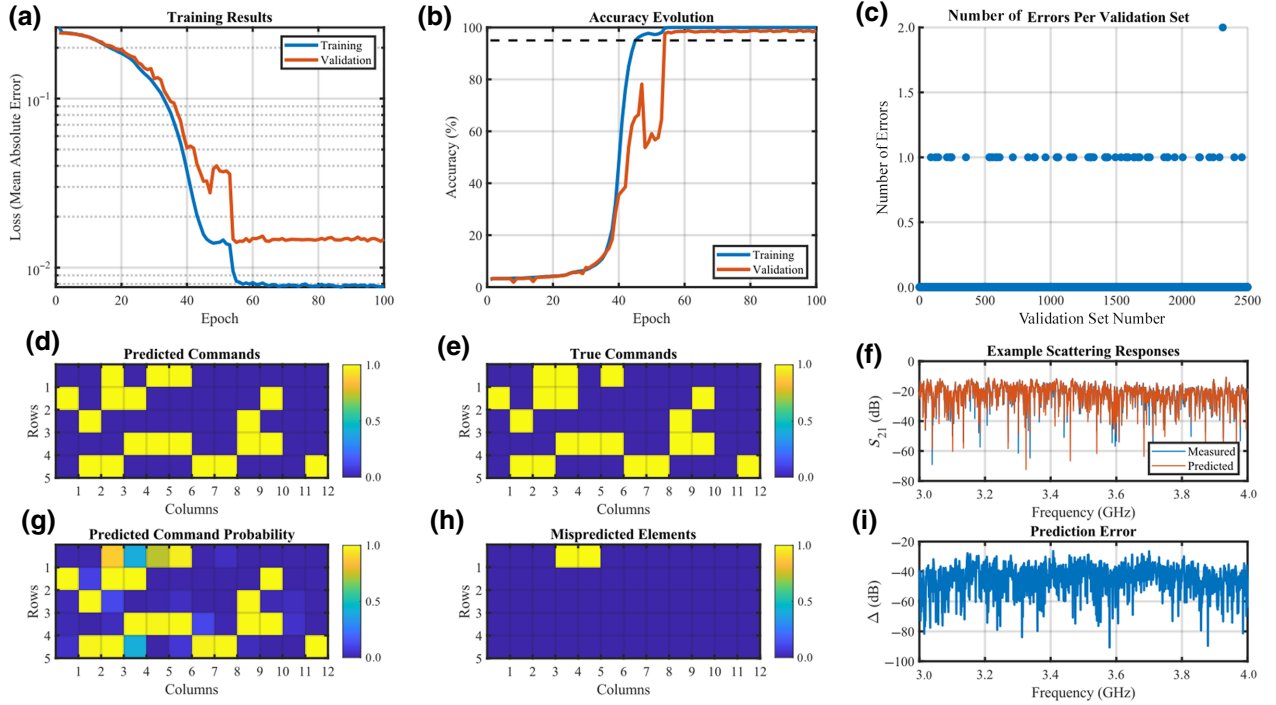 (a)
Training Results
Loss (Mean Absolute Error)
10−1
10−2
Training
Validation
0 20 40 60 80 100
Epoch
(b)
Accuracy Evolution
Accuracy (%)
100
80
60
40
20
0
Training
Validation
0 20 40 60 80 100
Epoch
(c)
Number of Errors Per Validation Set
Number of Errors
2.0
1.5
1.0
0.5
0.0
0 500 1000 1500 2000 2500
Validation Set Number
(d)
Predicted Commands
Rows
1
2
3
4
5
1 2 3 4 5 6 7 8 9 10 11 12
Columns
1.0
0.5
0.0
(e)
True Commands
Rows
1
2
3
4
5
1 2 3 4 5 6 7 8 9 10 11 12
Columns
1.0
0.5
0.0
(f)
Example Scattering Responses
S21 (dB)
0
−20
−40
−60
−80
Measured
Predicted
3.0 3.2 3.4 3.6 3.8 4.0
Frequency (GHz)
(g)
Predicted Command Probability
Rows
1
2
3
4
5
1 2 3 4 5 6 7 8 9 10 11 12
Columns
1.0
0.5
0.0
(h)
Mispredicted Elements
Rows
1
2
3
4
5
1 2 3 4 5 6 7 8 9 10 11 12
Columns
1.0
0.5
0.0
(i)
Prediction Error
Δ (dB)
−20
−40
−60
−80
−100
3.0 3.2 3.4 3.6 3.8 4.0
Frequency (GHz)